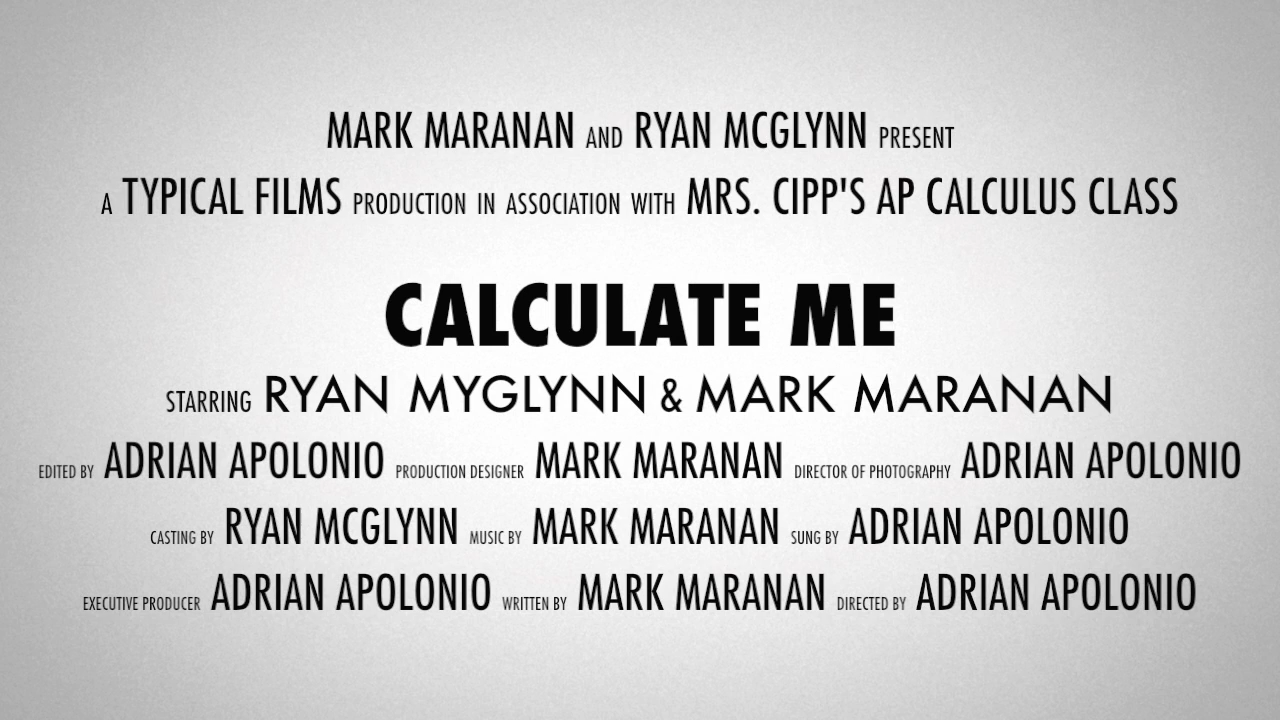 MARK MARANAN AND RYAN MCGLYNN PRESENT
A TYPICAL FILMS PRODUCTION IN ASSOCIATION WITH MRS. CIPP'S AP CALCULUS CLASS
CALCULATE ME
STARRING RYAN MYGLYNN & MARK MARANAN
EDITED BY ADRIAN APOLONIO PRODUCTION DESIGNER MARK MARANAN DIRECTOR OF PHOTOGRAPHY ADRIAN APOLONIO
CASTING BY RYAN MCGLYNN MUSIC BY MARK MARANAN SUNG BY ADRIAN APOLONIO
EXECUTIVE PRODUCER ADRIAN APOLONIO WRITTEN BY MARK MARANAN DIRECTED BY ADRIAN APOLONIO